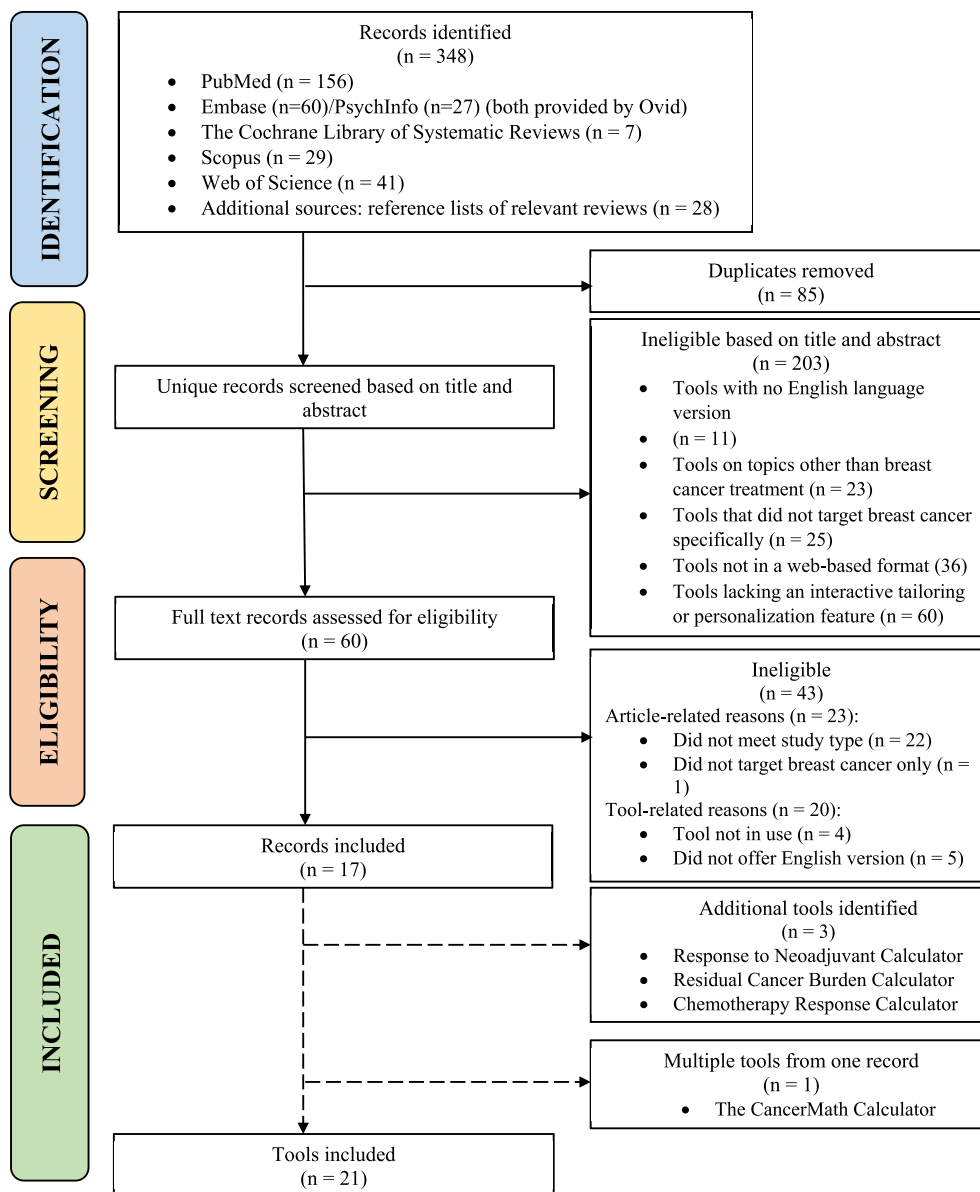 IDENTIFICATION
Records identified
(n = 348)
• PubMed (n = 156)
• Embase (n=60)/PsychInfo (n=27) (both provided by Ovid)
• The Cochrane Library of Systematic Reviews (n = 7)
• Scopus (n = 29)
• Web of Science (n = 41)
• Additional sources: reference lists of relevant reviews (n = 28)
Duplicates removed
(n = 85)
SCREENING
Unique records screened based on title and
abstract
Ineligible based on title and abstract
(n = 203)
• Tools with no English language
version
• (n = 11)
• Tools on topics other than breast
cancer treatment (n = 23)
• Tools that did not target breast cancer
specifically (n = 25)
• Tools not in a web-based format (36)
• Tools lacking an interactive tailoring
or personalization feature (n = 60)
ELIGIBILITY
Full text records assessed for eligibility
(n = 60)
Ineligible
(n = 43)
Article-related reasons (n = 23):
• Did not meet study type (n = 22)
• Did not target breast cancer only (n =
1)
Tool-related reasons (n = 20):
• Tool not in use (n = 4)
• Did not offer English version (n = 5)
INCLUDED
Records included
(n = 17)
Additional tools identified
(n = 3)
• Response to Neoadjuvant Calculator
• Residual Cancer Burden Calculator
• Chemotherapy Response Calculator
Multiple tools from one record
(n = 1)
• The CancerMath Calculator
Tools included
(n = 21)